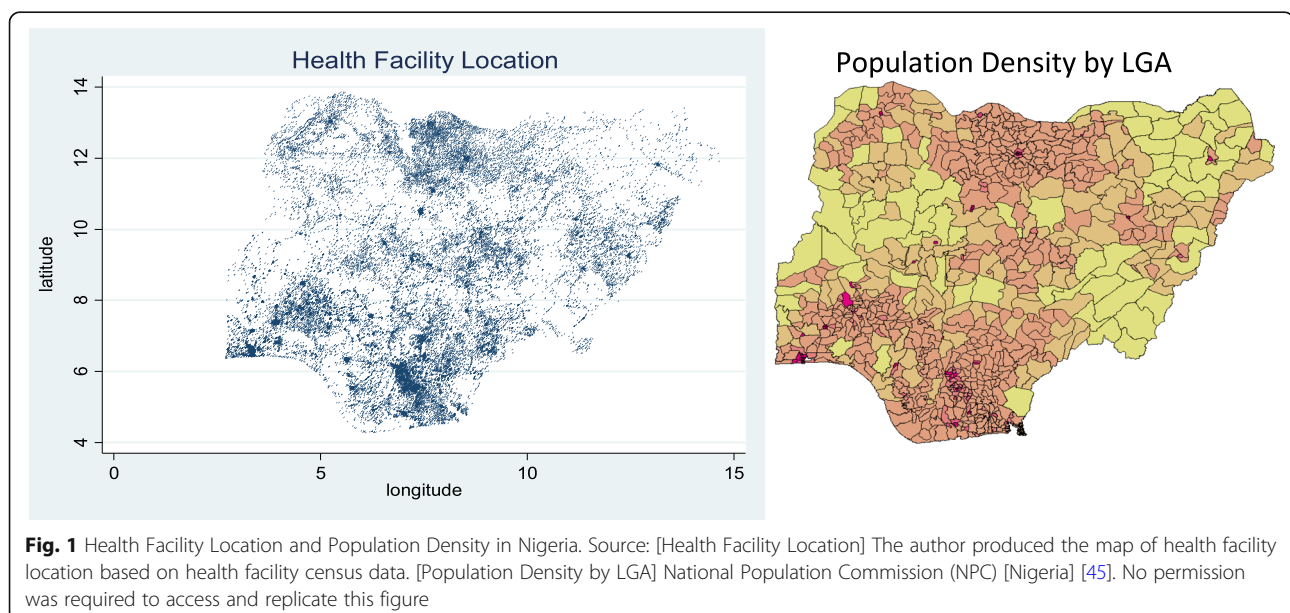 Health Facility Location
14
12
10
8
6
4
latitude
0 5 10 15
longitude
Population Density by LGA
Fig. 1 Health Facility Location and Population Density in Nigeria. Source: [Health Facility Location] The author produced the map of health facility
location based on health facility census data. [Population Density by LGA] National Population Commission (NPC) [Nigeria] [45]. No permission
was required to access and replicate this figure